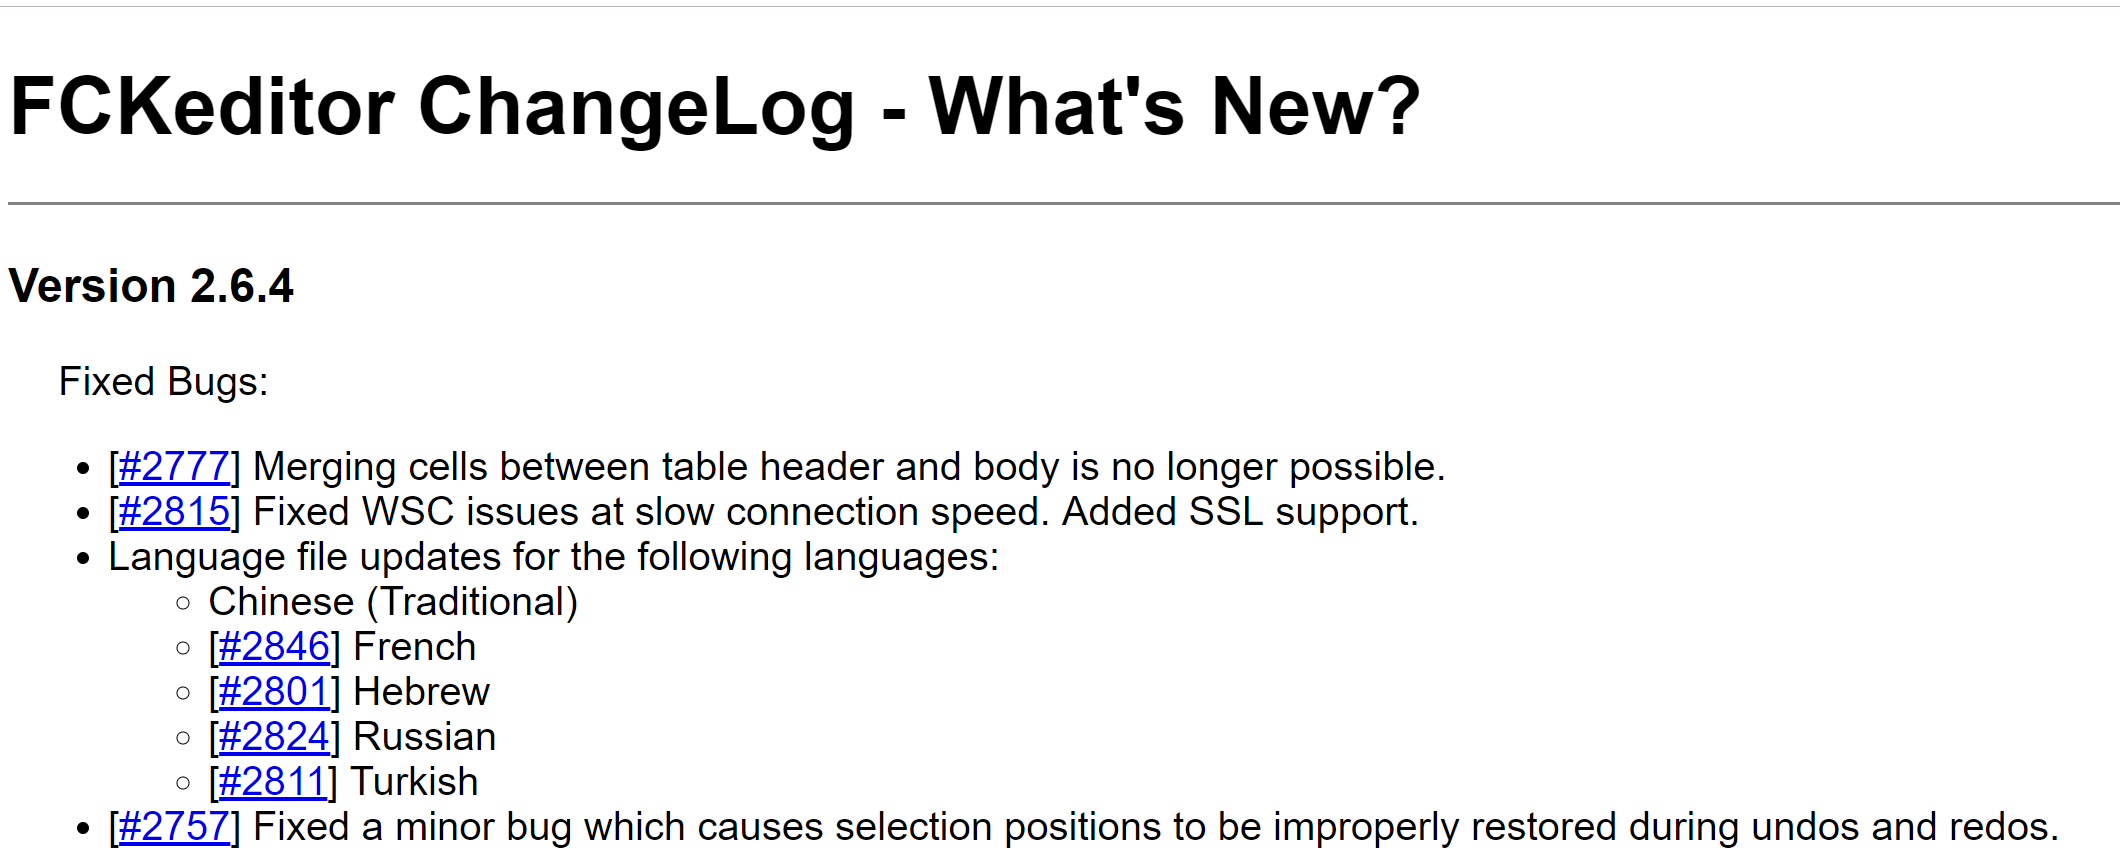 FCKeditor ChangeLog - What's New?
Version 2.6.4
Fixed Bugs:
[#2777] Merging cells between table header and body is no longer possible.
[#2815] Fixed WSC issues at slow connection speed. Added SSL support.
Language file updates for the following languages:
Chinese (Traditional)
[#2846] French
[#2801] Hebrew
[#2824] Russian
[#2811] Turkish
[#2757] Fixed a minor bug which causes selection positions to be improperly restored during undos and redos.